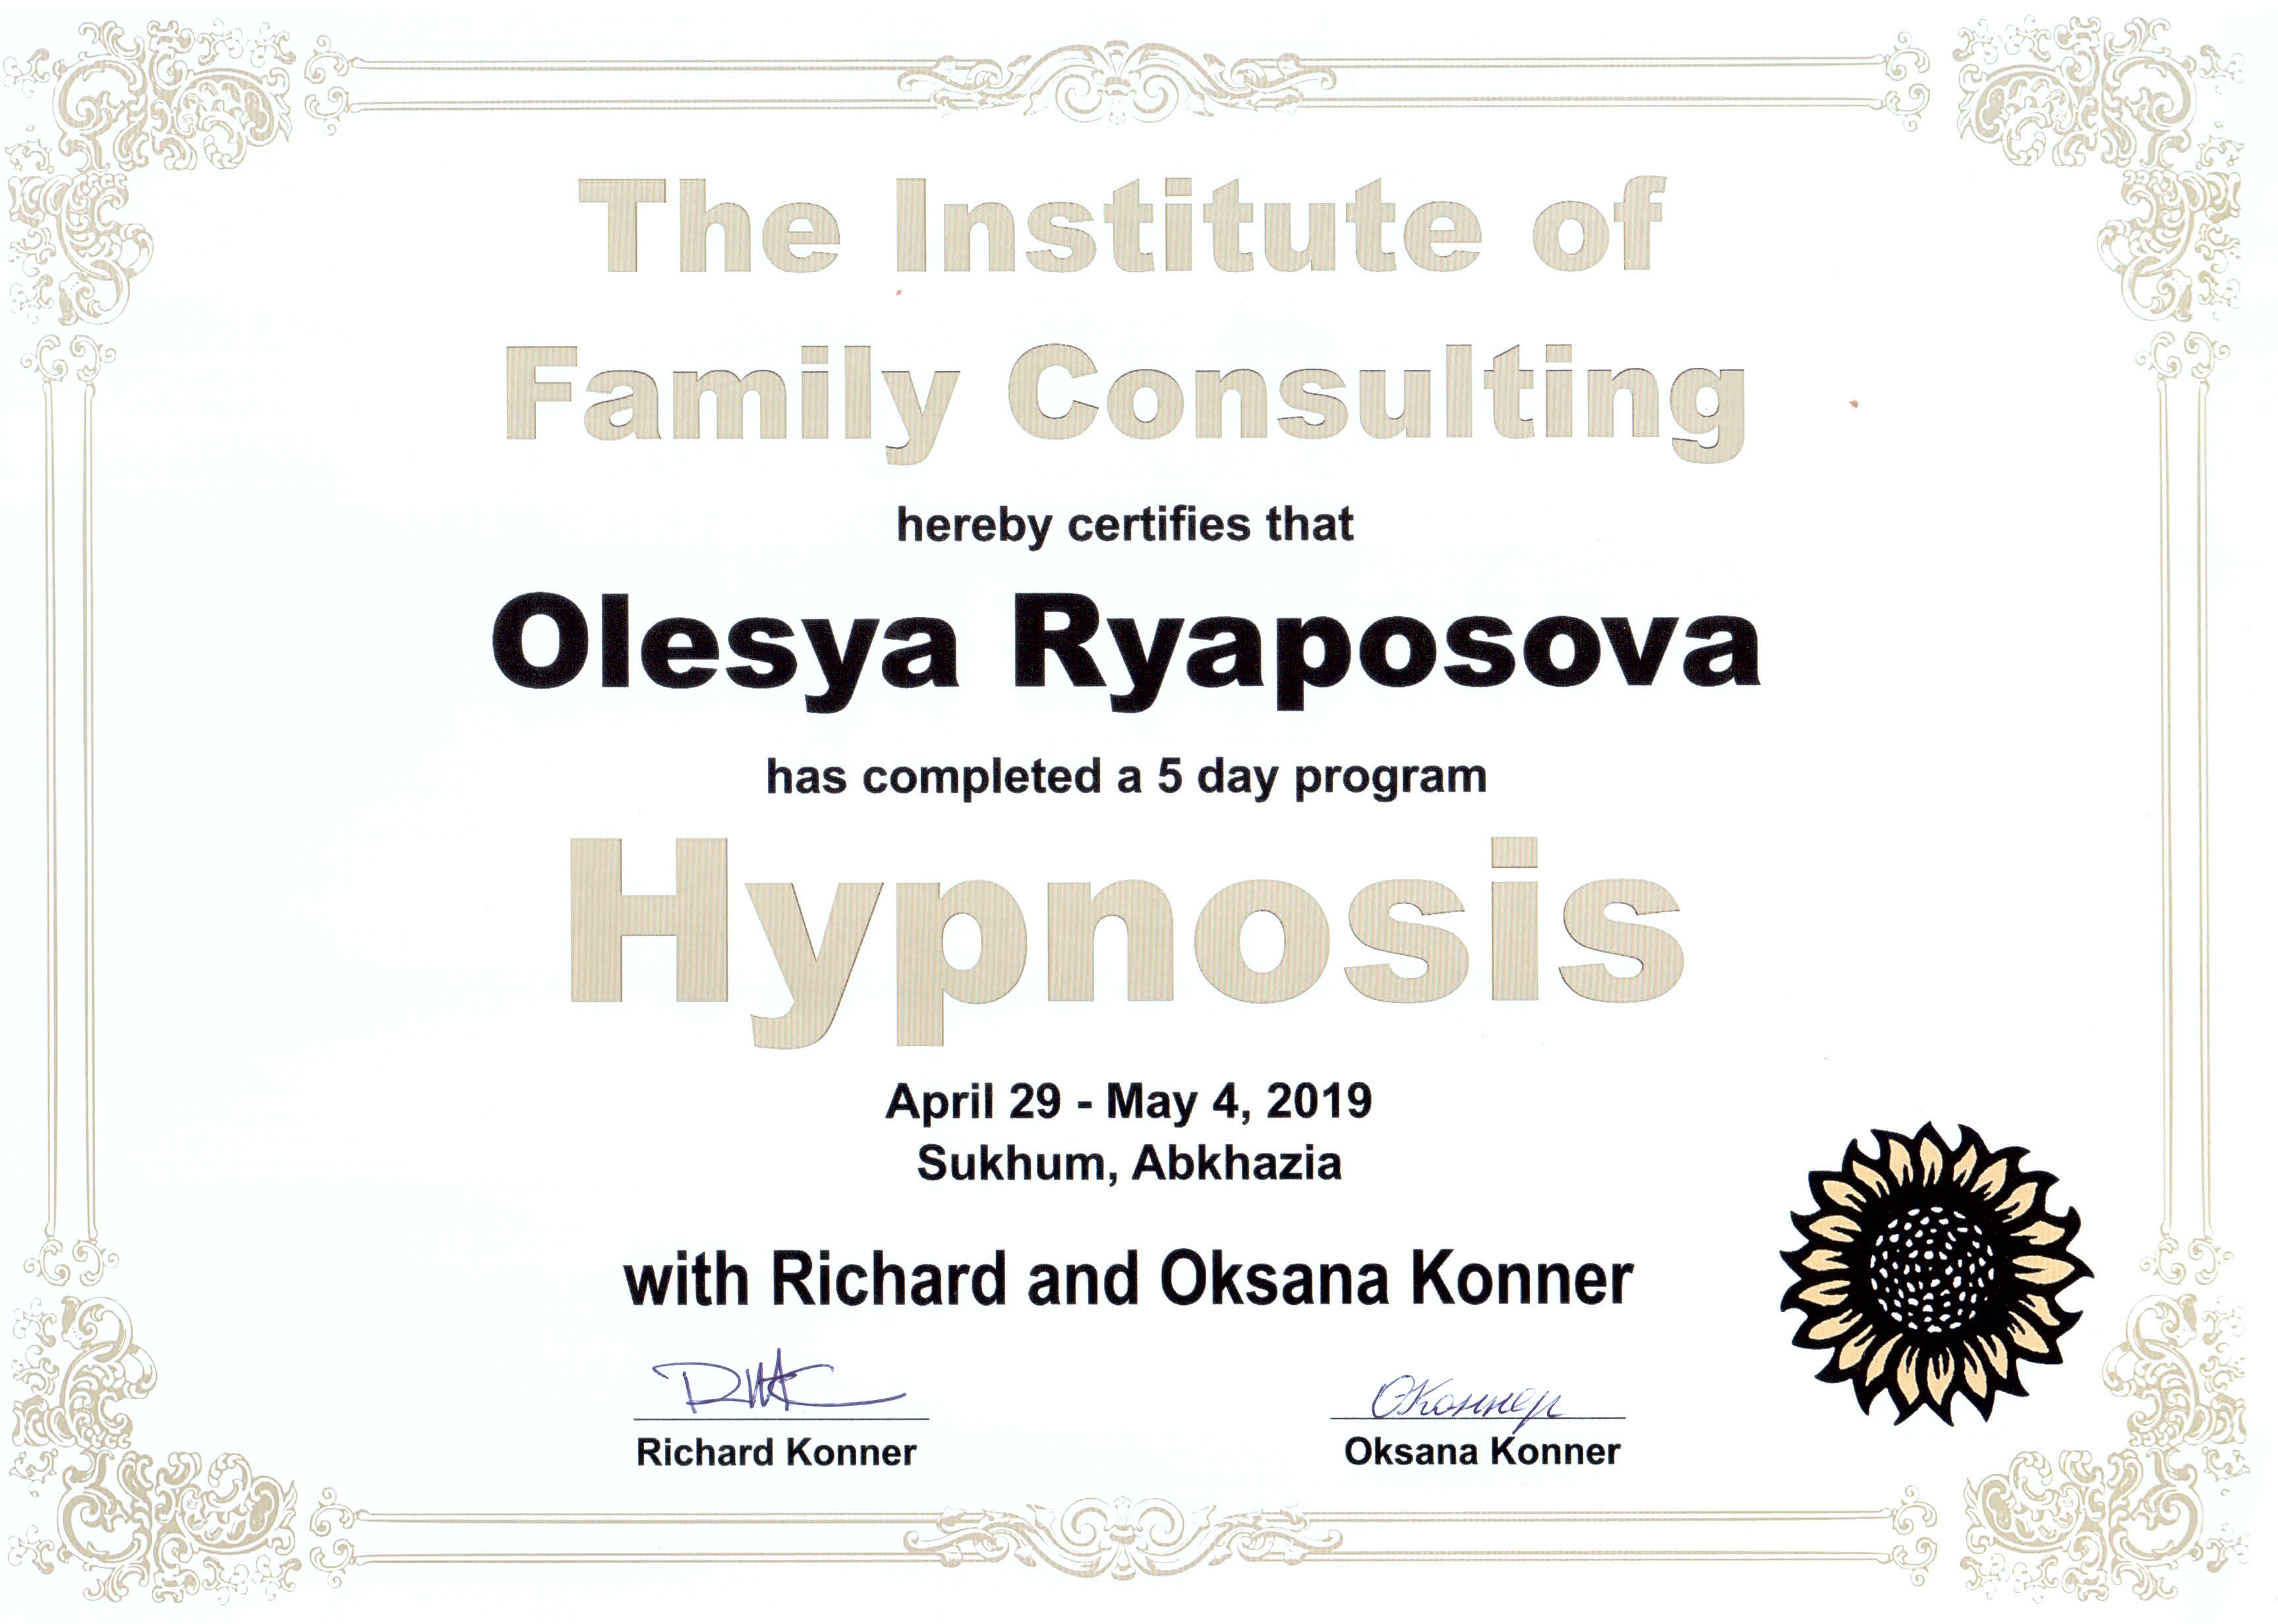 The Institute of
Family Consulting
hereby certifies that
Olesya Ryaposova
has completed a 5 day program
Hypnosis
April 29 - May 4, 2019
Sukhum, Abkhazia
with Richard and Oksana Konner
ОКоннер
Richard Konner
Oksana Konner